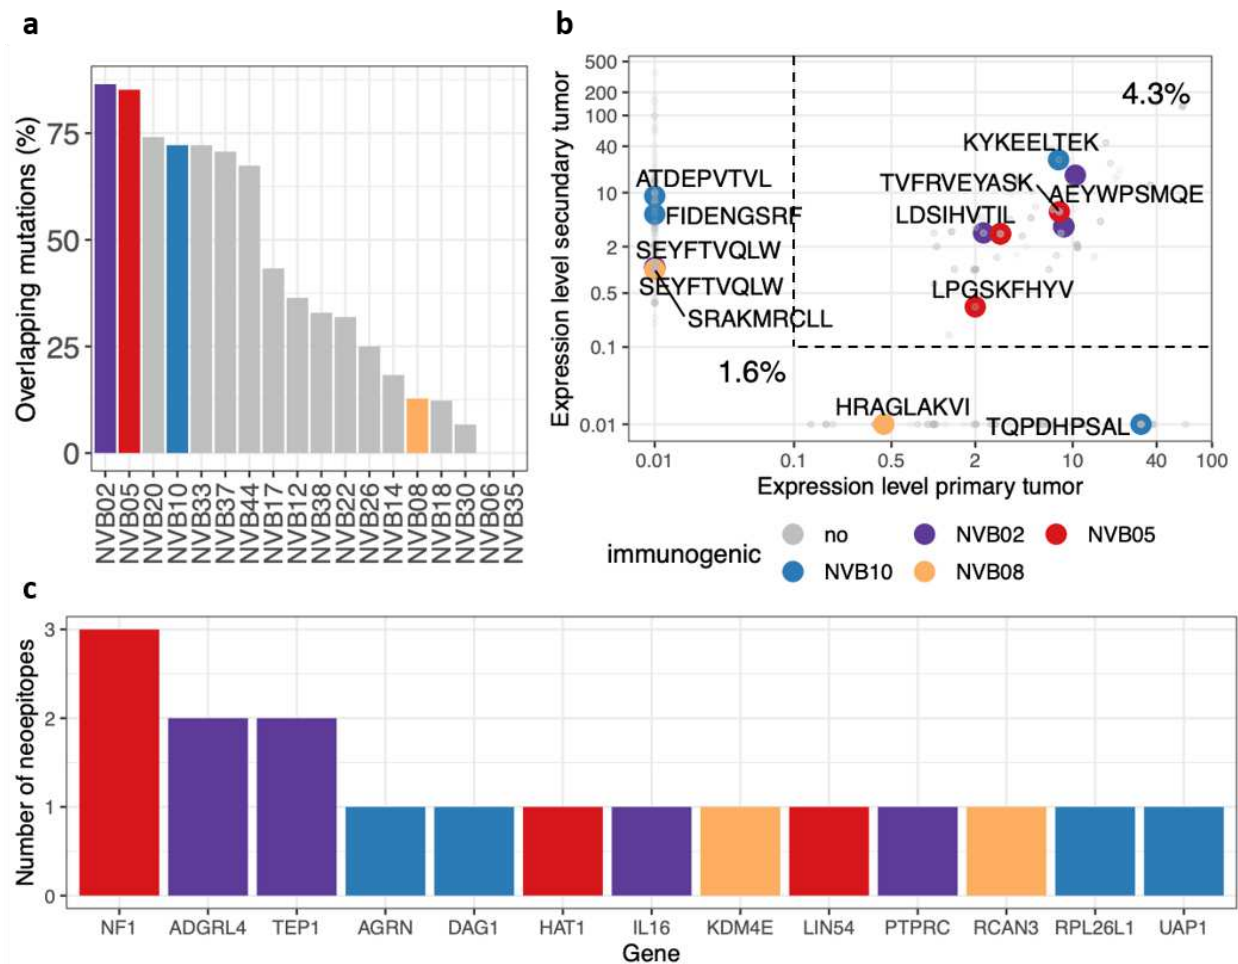 a
b
Overlapping mutations (%)
75
50
25
0
NVB02
NVB05
NVB20
NVB10
NVB33
NVB37
NVB44
NVB17
NVB12
NVB38
NVB22
NVB26
NVB14
NVB08
NVB18
NVB30
NVB06
NVB35
Expression level secundary tumor
500
200
100
40
10
2
0.5
0.1
0.01
4.3%
KYKEELTEK
ATDEPVTVL
TVFRVEYASK
AEYWPSMQE
FIDENGSRF
LDSIHVTIL
SEYFTVQLW
SEYFTVQLW
LPGSKFHYV
SRAKMRCLL
1.6%
HRAGLAKVI
TQPDHPSAL
0.01
0.1
0.5
2
10
40
100
Expression level primary tumor
immunogenic
no
NVB02
NVB05
NVB10
NVB08
c
Number of neoepitopes
3
2
1
0
NF1
ADGRL4
TEP1
AGRN
DAG1
HAT1
IL16
KDM4E
LIN54
PTPRC
RCAN3
RPL26L1
UAP1
Gene